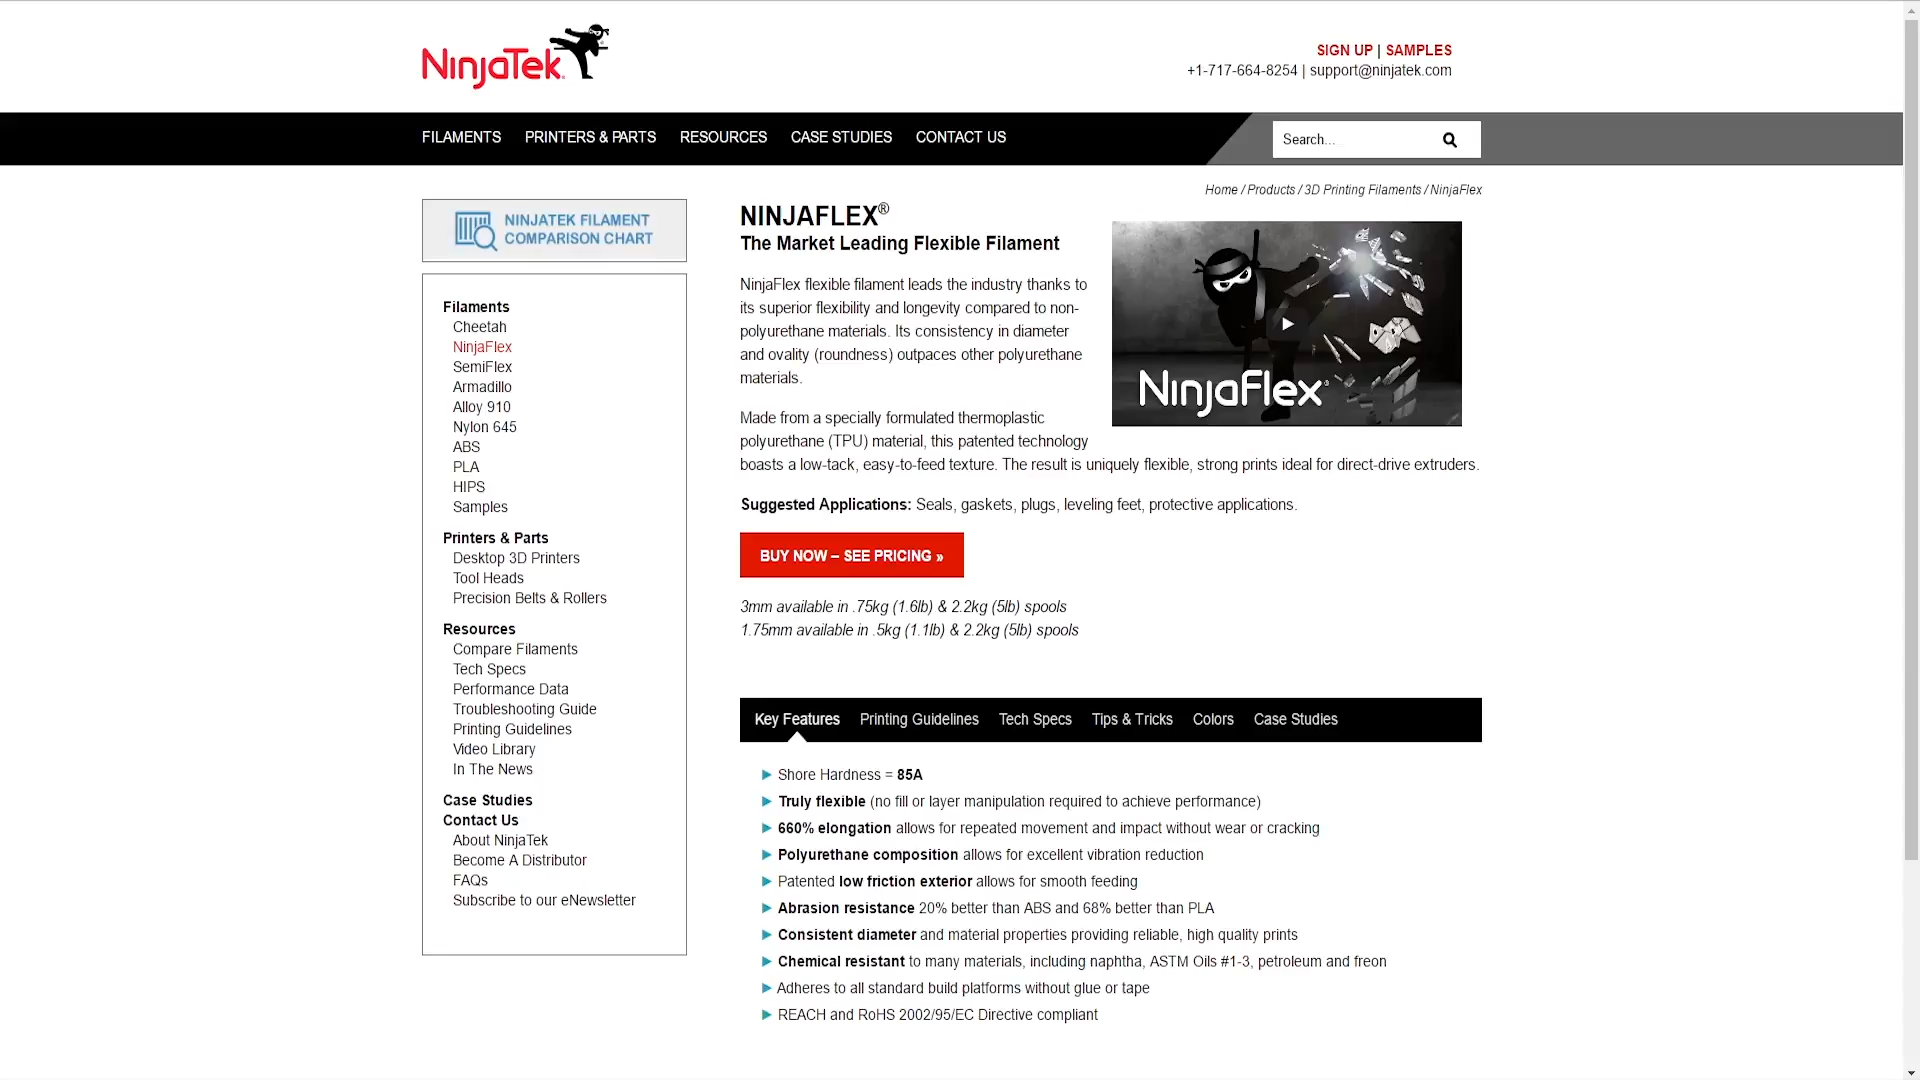 NinjaTek
SIGN UP | SAMPLES
+1-717-664-8254 | support@ninjatek.com
FILAMENTS PRINTERS & PARTS RESOURCES CASE STUDIES CONTACT US
Search...
Home / Products / 3D Printing Filaments / NinjaFlex
NINJATEK FILAMENT
COMPARISON CHART
Filaments
Cheetah
NinjaFlex
SemiFlex
Armadillo
Alloy 910
Nylon 645
ABS
PLA
HIPS
Samples
Printers & Parts
Desktop 3D Printers
Tool Heads
Precision Belts & Rollers
Resources
Compare Filaments
Tech Specs
Performance Data
Troubleshooting Guide
Printing Guidelines
Video Library
In The News
Case Studies
Contact Us
About NinjaTek
Become A Distributor
FAQs
Subscribe to our eNewsletter
NINJAFLEX®
The Market Leading Flexible Filament
NinjaFlex flexible filament leads the industry thanks to
its superior flexibility and longevity compared to non-
polyurethane materials. Its consistency in diameter
and ovality (roundness) outpaces other polyurethane
materials.
NinjaFlex®
Made from a specially formulated thermoplastic
polyurethane (TPU) material, this patented technology
boasts a low-tack, easy-to-feed texture. The result is uniquely flexible, strong prints ideal for direct-drive extruders.
Suggested Applications: Seals, gaskets, plugs, leveling feet, protective applications.
BUY NOW – SEE PRICING »
3mm available in .75kg (1.6lb) & 2.2kg (5lb) spools
1.75mm available in .5kg (1.1lb) & 2.2kg (5lb) spools
Key Features Printing Guidelines Tech Specs Tips & Tricks Colors Case Studies
Shore Hardness = 85A
Truly flexible (no fill or layer manipulation required to achieve performance)
660% elongation allows for repeated movement and impact without wear or cracking
Polyurethane composition allows for excellent vibration reduction
Patented low friction exterior allows for smooth feeding
Abrasion resistance 20% better than ABS and 68% better than PLA
Consistent diameter and material properties providing reliable, high quality prints
Chemical resistant to many materials, including naphtha, ASTM Oils #1-3, petroleum and freon
Adheres to all standard build platforms without glue or tape
REACH and RoHS 2002/95/EC Directive compliant